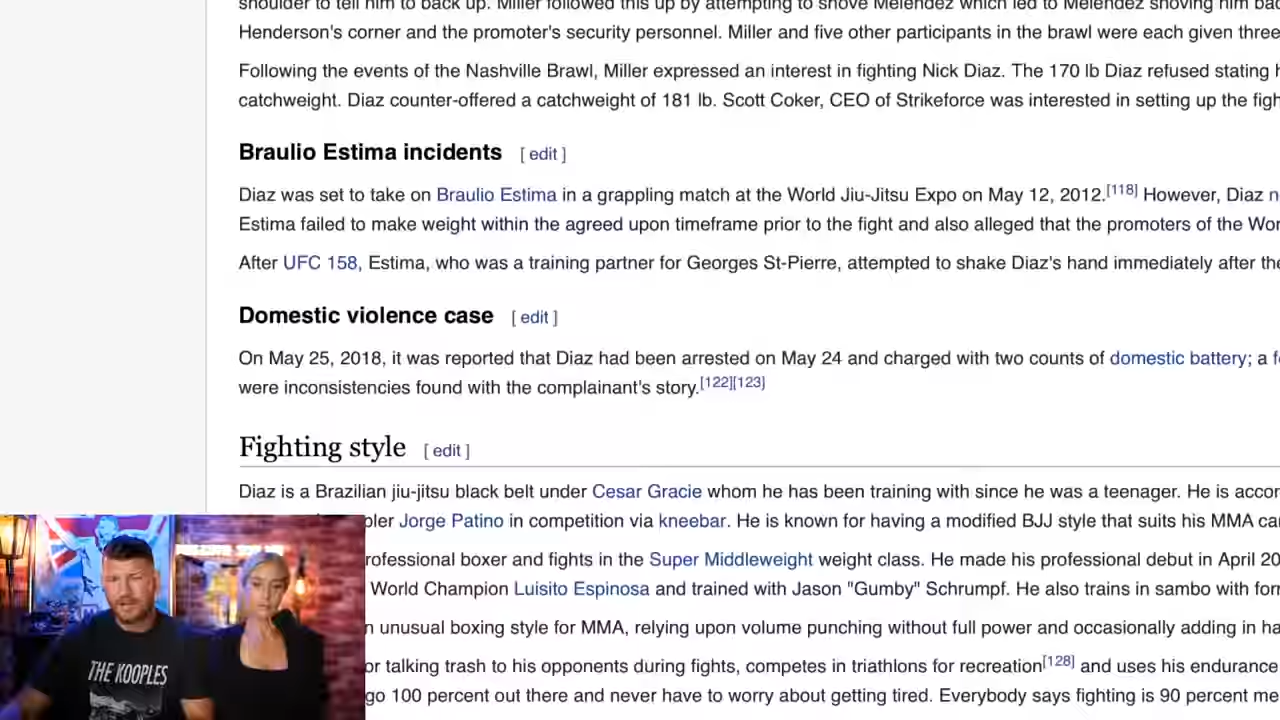 shoulder to tell him to back up. Miller followed this up by attempting to shove Melendez which led to Melendez shoving him bac
Henderson's corner and the promoter's security personnel. Miller and five other participants in the brawl were each given three
Following the events of the Nashville Brawl, Miller expressed an interest in fighting Nick Diaz. The 170 lb Diaz refused stating h
catchweight. Diaz counter-offered a catchweight of 181 lb. Scott Coker, CEO of Strikeforce was interested in setting up the figh
Braulio Estima incidents [ edit ]
Diaz was set to take on Braulio Estima in a grappling match at the World Jiu-Jitsu Expo on May 12, 2012.[118] However, Diaz n
Estima failed to make weight within the agreed upon timeframe prior to the fight and also alleged that the promoters of the Wor
After UFC 158, Estima, who was a training partner for Georges St-Pierre, attempted to shake Diaz's hand immediately after the
Domestic violence case [ edit ]
On May 25, 2018, it was reported that Diaz had been arrested on May 24 and charged with two counts of domestic battery; a f
were inconsistencies found with the complainant's story.[122][123]
Fighting style [ edit ]
Diaz is a Brazilian jiu-jitsu black belt under Cesar Gracie whom he has been training with since he was a teenager. He is accor
pler Jorge Patino in competition via kneebar. He is known for having a modified BJJ style that suits his MMA ca
rofessional boxer and fights in the Super Middleweight weight class. He made his professional debut in April 20
World Champion Luisito Espinosa and trained with Jason "Gumby" Schrumpf. He also trains in sambo with for
n unusual boxing style for MMA, relying upon volume punching without full power and occasionally adding in ha
or talking trash to his opponents during fights, competes in triathlons for recreation[128] and uses his endurance
go 100 percent out there and never have to worry about getting tired. Everybody says fighting is 90 percent me
THE KOOPLES